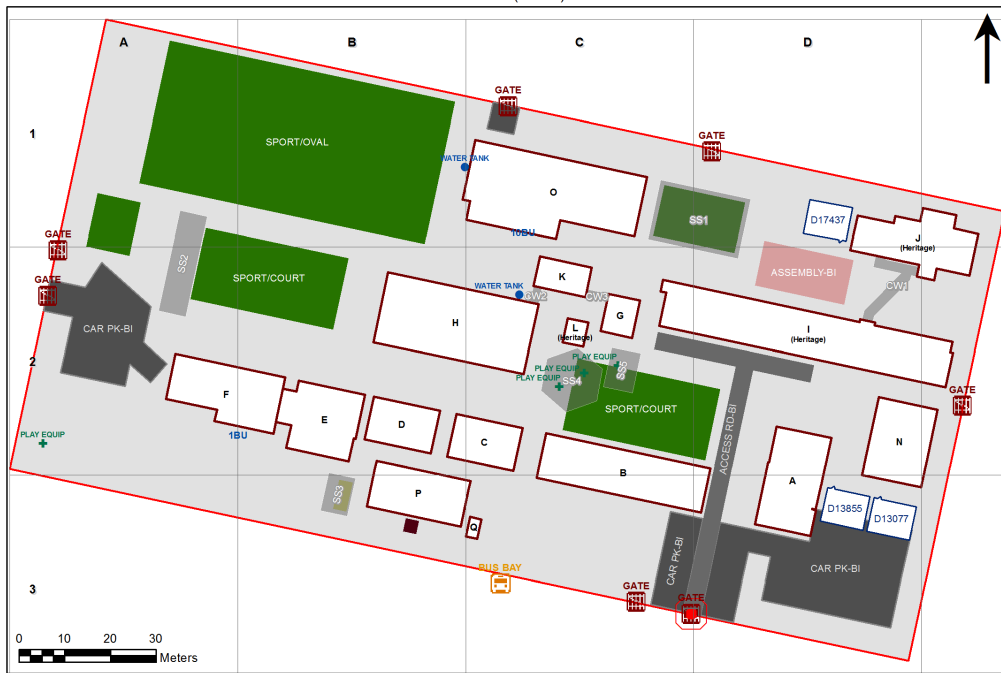 A
B
C
D
GATE
1
GATE
SPORT/OVAL
WATER TANK
O
SS1
D17437
10BU
J
(Heritage)
GATE
SS2
SPORT/COURT
K
ASSEMBLY-BI
GATE
WATER TANK
CW2
CW3
CW1
CAR PK-BI
H
G
L
(Heritage)
I
(Heritage)
2
PLAY EQUIP
PLAY EQUIP
PLAY EQUIP
SS4
SS5
F
SPORT/COURT
GATE
E
D
C
1BU
PLAY EQUIP
ACCESS RD-BI
N
B
A
P
SS3
D13855
D13077
Q
CAR PK-BI
CAR PK-BI
BUS BAY
3
GATE
GATE
0
10
20
30
Meters